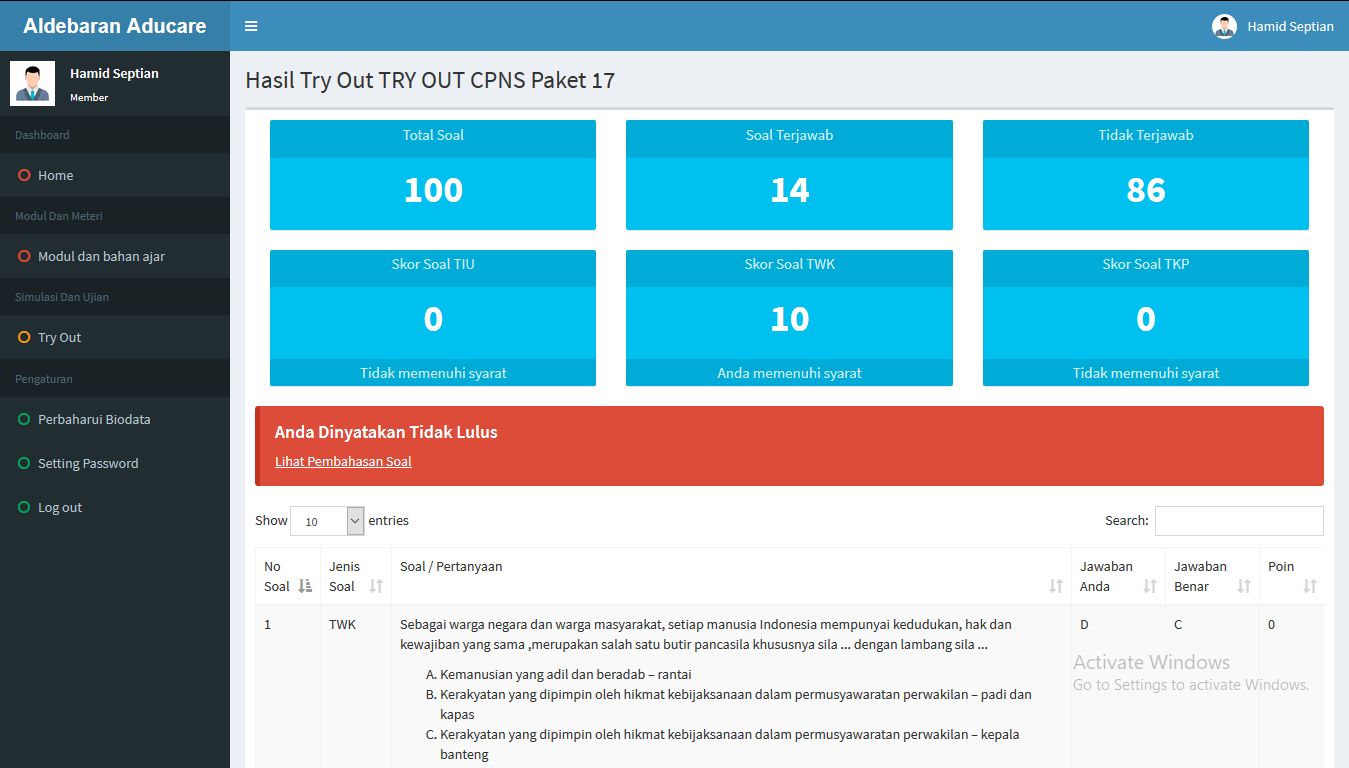 Aldebaran Aducare
Hamid Septian
Hamid Septian
Member
Dashboard
Home
Modul Dan Meteri
Modul dan bahan ajar
Simulasi Dan Ujian
Try Out
Pengaturan
Perbaharui Biodata
Setting Password
Log out
Hasil Try Out TRY OUT CPNS Paket 17
Total Soal
100
Soal Terjawab
14
Tidak Terjawab
86
Skor Soal TIU
0
Tidak memenuhi syarat
Skor Soal TWK
10
Anda memenuhi syarat
Skor Soal TKP
0
Tidak memenuhi syarat
Anda Dinyatakan Tidak Lulus
Lihat Pembahasan Soal
Show 10 entries
Search:
No Soal
Jenis Soal
Soal / Pertanyaan
Jawaban Anda
Jawaban Benar
Poin
1
TWK
Sebagai warga negara dan warga masyarakat, setiap manusia Indonesia mempunyai kedudukan, hak dan
kewajiban yang sama ,merupakan salah satu butir pancasila khususnya sila ... dengan lambang sila ...
A. Kemanusian yang adil dan beradab – rantai
B. Kerakyatan yang dipimpin oleh hikmat kebijaksanaan dalam permusyawaratan perwakilan – padi dan
kapas
C. Kerakyatan yang dipimpin oleh hikmat kebijaksanaan dalam permusyawaratan perwakilan – kepala
banteng
D
C
0
Activate Windows
Go to Settings to activate Windows.